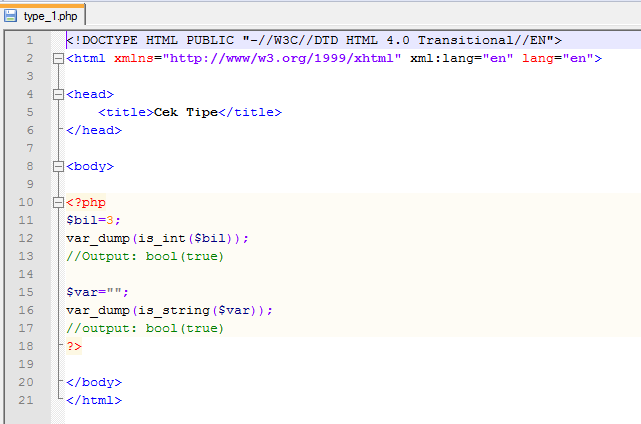 type_1.php
1 <!DOCTYPE HTML PUBLIC "-//W3C//DTD HTML 4.0 Transitional//EN">
2 <html xmlns="http://www/w3.org/1999/xhtml" xml:lang="en" lang="en">
3
4 <head>
5 <title>Cek Tipe</title>
6 </head>
7
8 <body>
9
10 <?php
11 $bil=3;
12 var_dump(is_int($bil));
13 //Output: bool(true)
14
15 $var="";
16 var_dump(is_string($var));
17 //output: bool(true)
18 ?>
19
20 </body>
21 </html>